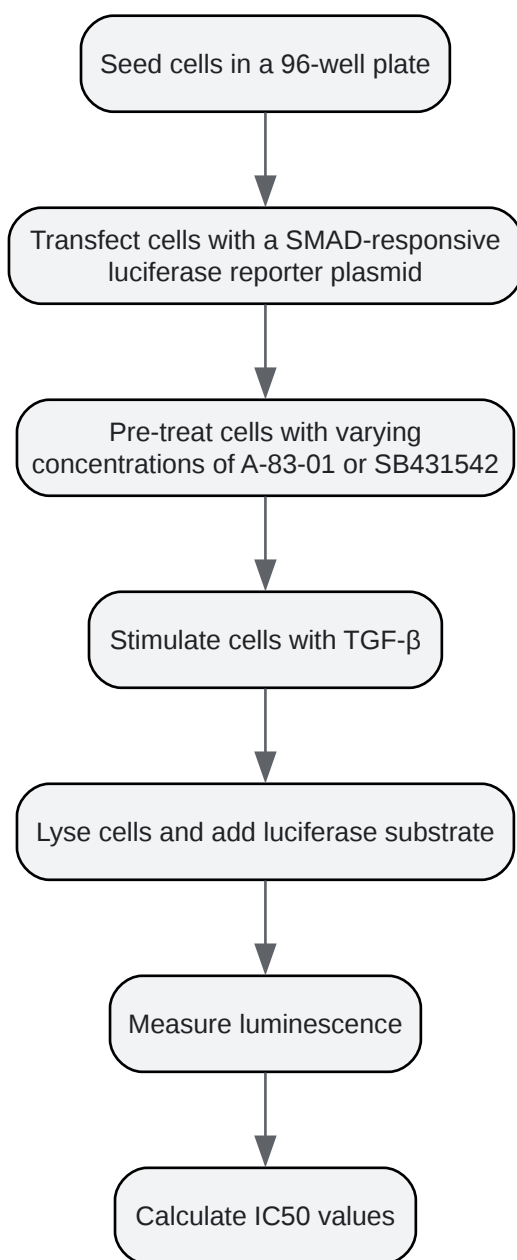 Seed cells in a 96-well plate
Transfect cells with a SMAD-responsive
luciferase reporter plasmid
Pre-treat cells with varying
concentrations of A-83-01 or SB431542
Stimulate cells with TGF-β
Lyse cells and add luciferase substrate
Measure luminescence
Calculate IC50 values